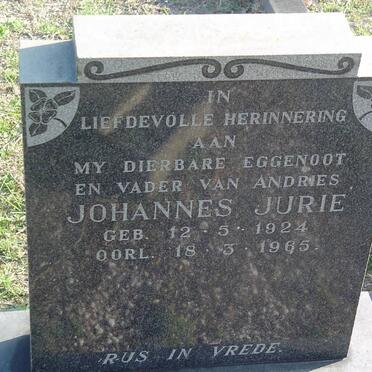 IN
LIEFDEVOLLE HERINNERING
AAN
MY DIERBARE EGGENOOT
EN VADER VAN ANDRIES
JOHANNES JURIE
GEB. 12-5-1924
OORL. 18-3-1965.
RUS IN VREDE.